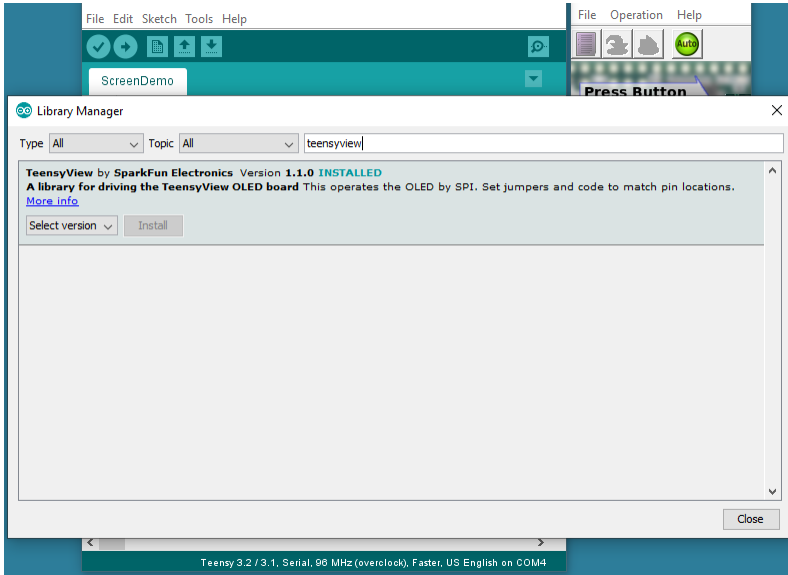 File Edit Sketch Tools Help
File Operation Help
Auto
ScreenDemo
Press Button
Library Manager
Type All Topic All teensyview
TeensyView by SparkFun Electronics Version 1.1.0 INSTALLED
A library for driving the TeensyView OLED board This operates the OLED by SPI. Set jumpers and code to match pin locations.
More info
Select version Install
Close
Teensy 3.2 / 3.1, Serial, 96 MHz (overclock), Faster, US English on COM4